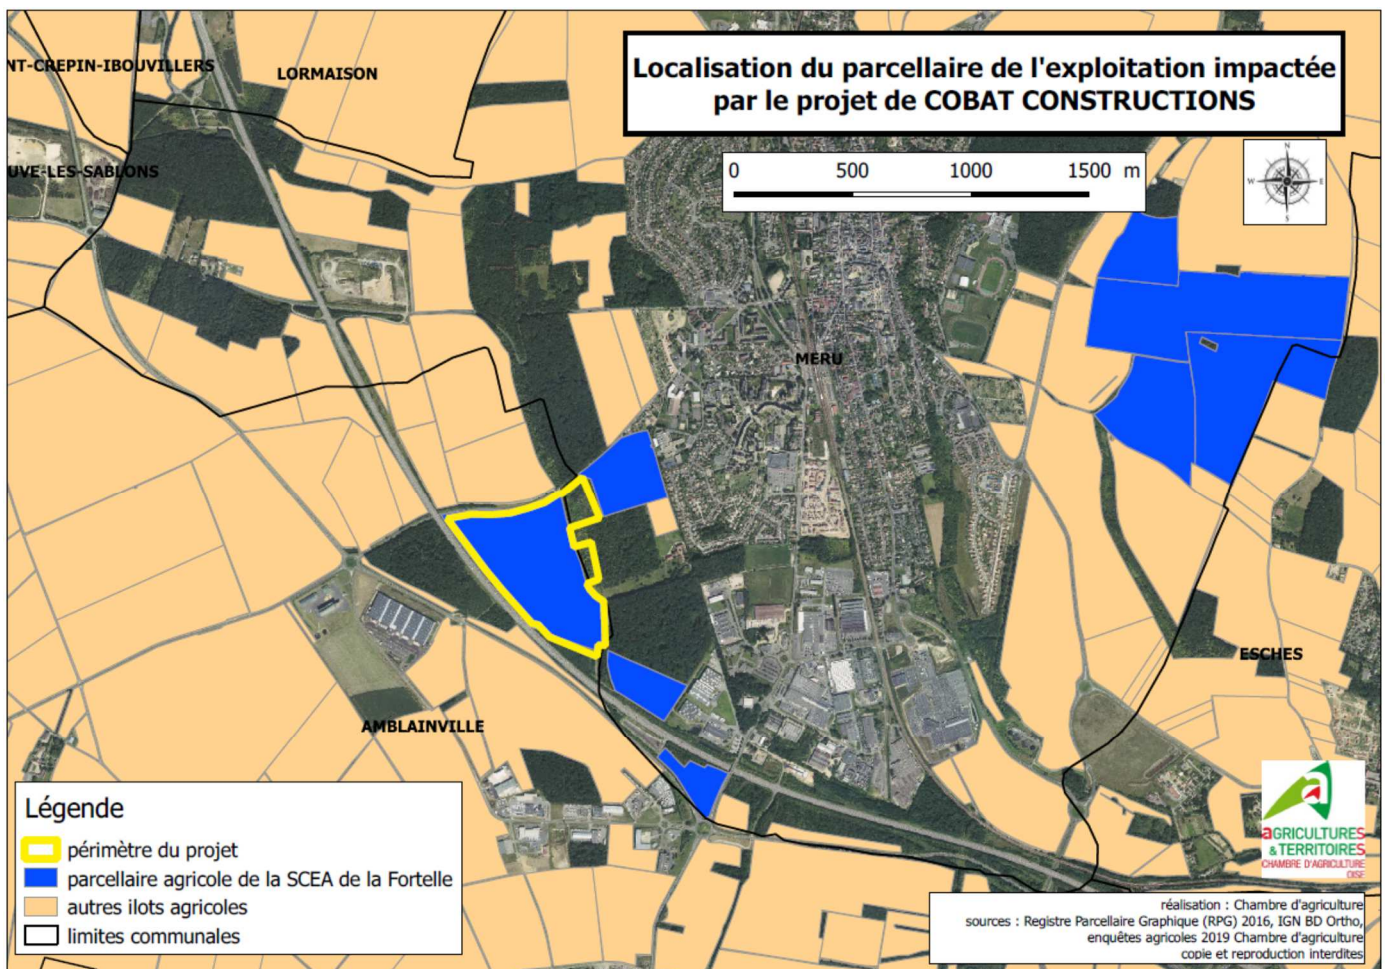 Localisation du parcellaire de l'exploitation impactée
par le projet de COBAT CONSTRUCTIONS
0 500 1000 1500 m
N
W E
S
NT-CREPIN-IBOUVILLERS
LORMAISON
UVE-LES-SABLONS
MERU
ESCHES
AMBLAINVILLE
Légende
périmètre du projet
parcellaire agricole de la SCEA de la Fortelle
autres ilots agricoles
limites communales
aGRICULTURES
& TERRITOIRES
CHAMBRE D'AGRICULTURE
OISE
réalisation : Chambre d'agriculture
sources : Registre Parcellaire Graphique (RPG) 2016, IGN BD Ortho,
enquêtes agricoles 2019 Chambre d'agriculture
copie et reproduction interdites